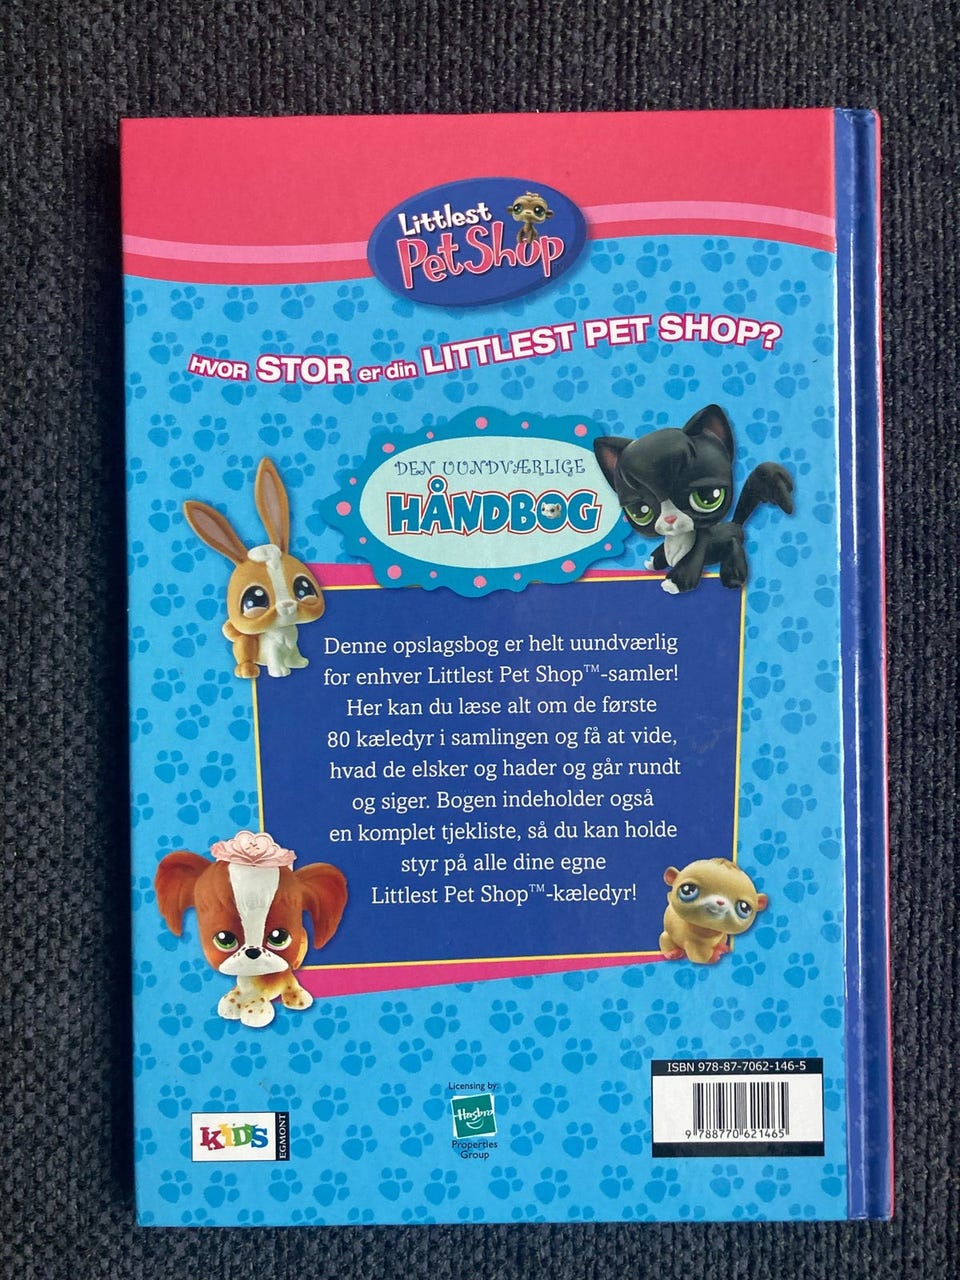 Littlest
Pet Shop
HVOR STOR er din LITTLEST PET SHOP?
DEN UUNDVÆRLIGE
HÅNDBOG
Denne opslagsbog er helt uundværlig
for enhver Littlest Pet Shop™-samler!
Her kan du læse alt om de første
80 kæledyr i samlingen og få at vide,
hvad de elsker og hader og går rundt
og siger. Bogen indeholder også
en komplet tjekliste, så du kan holde
styr på alle dine egne
Littlest Pet Shop™-kæledyr!
KIDS
EGMONT
Licensing by:
Hasbro
Properties
Group
ISBN 978-87-7062-146-5
9 788770 621465